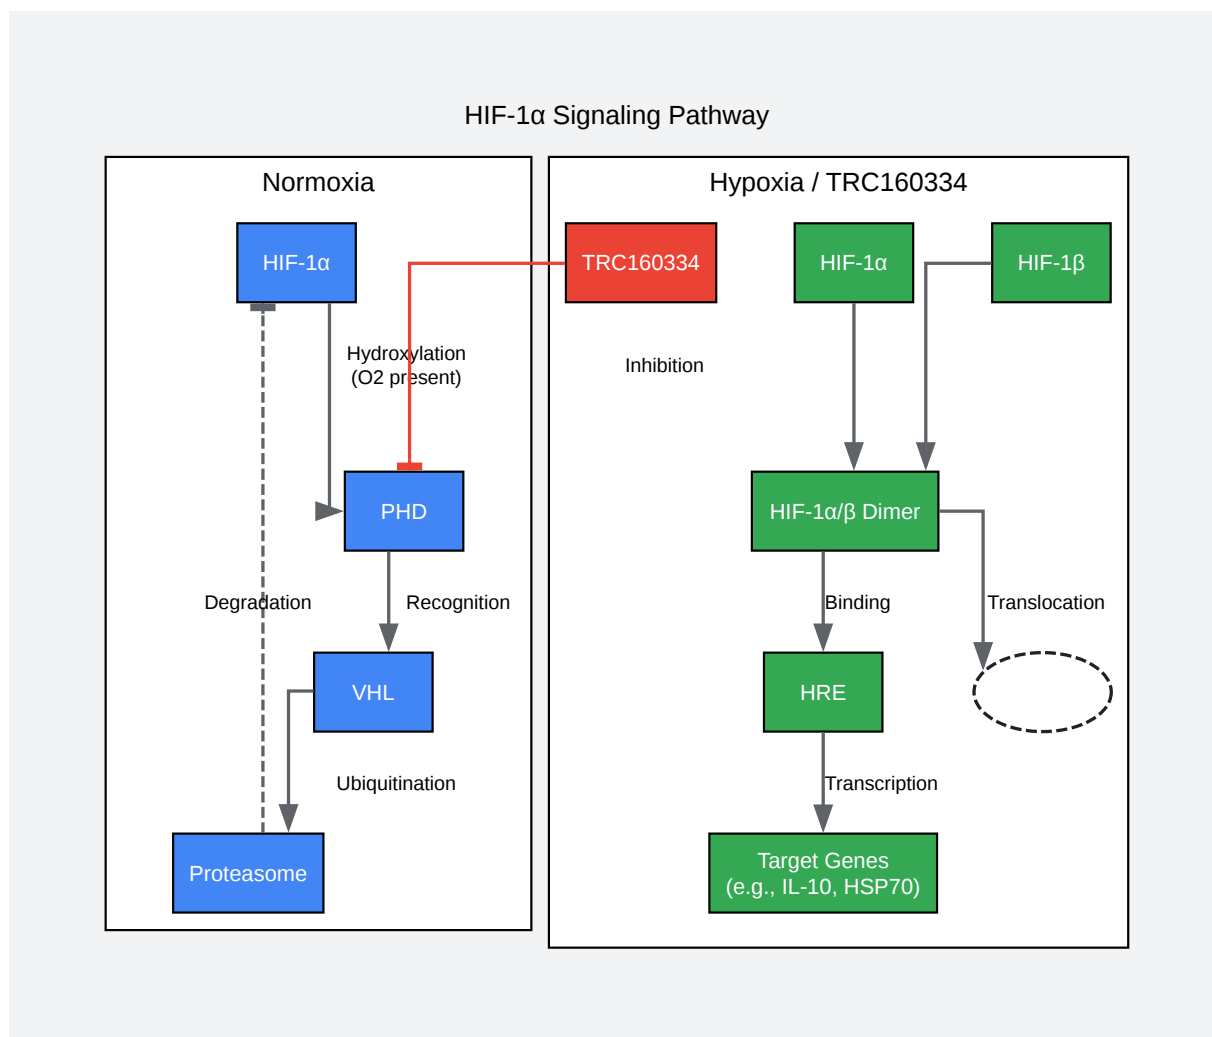 HIF-1α Signaling Pathway
Normoxia
HIF-1α
Hydroxylation
(O2 present)
PHD
Degradation
Recognition
VHL
Ubiquitination
Proteasome
Hypoxia / TRC160334
TRC160334
HIF-1α
HIF-1β
Inhibition
HIF-1α/β Dimer
Binding
Translocation
HRE
Transcription
Target Genes
(e.g., IL-10, HSP70)